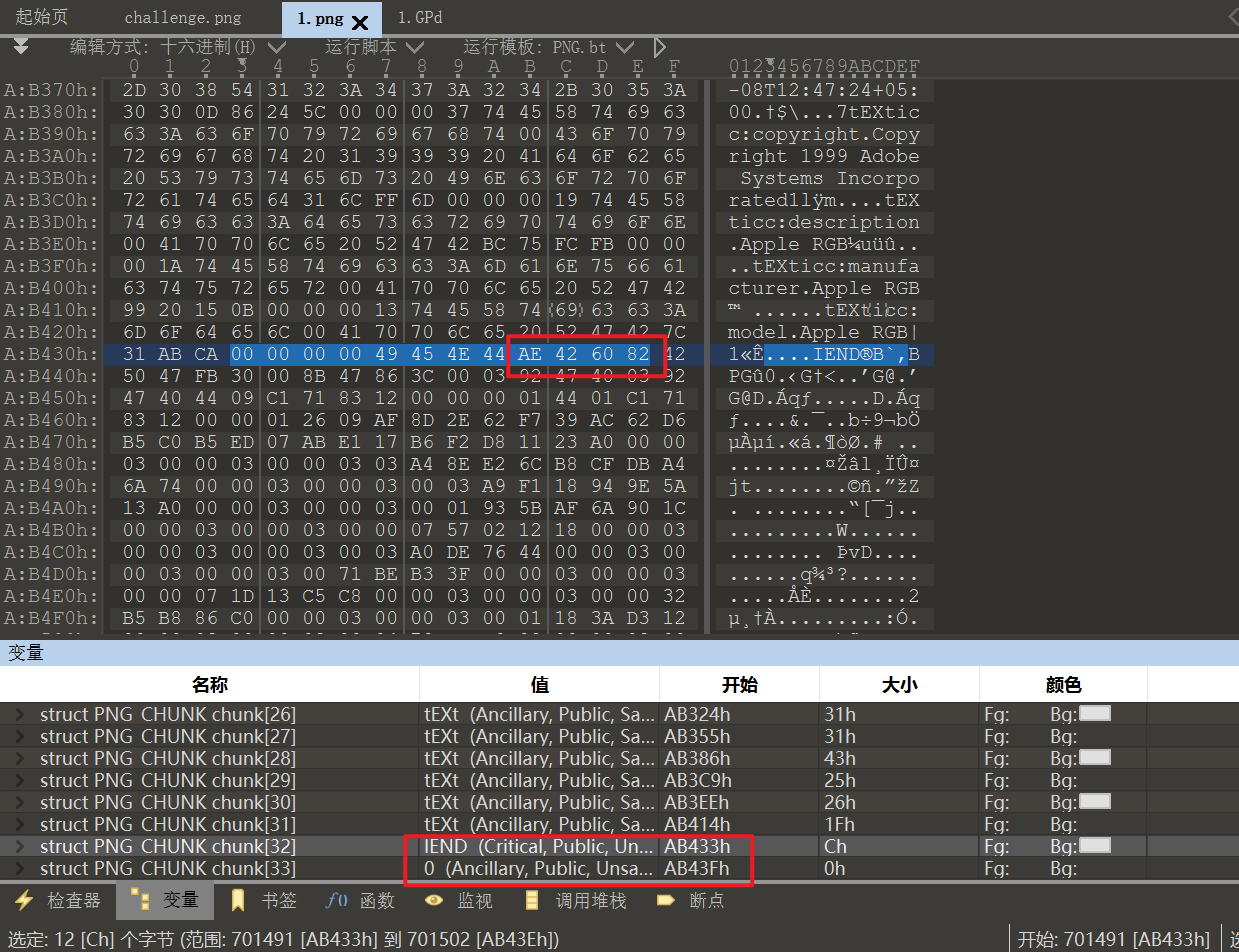 起始页 challenge.png 1.png 1.GPd
编辑方式: 十六进制(H) 运行脚本 运行模板: PNG.bt
0 1 2 3 4 5 6 7 8 9 A B C D E F 0123456789ABCDEF
A:B370h: 2D 30 38 54 31 32 3A 34 37 3A 32 34 2B 30 35 3A -08T12:47:24+05:
A:B380h: 30 30 0D 86 24 5C 00 00 00 37 74 45 58 74 69 63 00.†$\...7tEXtic
A:B390h: 63 3A 63 6F 70 79 72 69 67 68 74 00 43 6F 70 79 c:copyright.Copy
A:B3A0h: 72 69 67 68 74 20 31 39 39 39 20 41 64 6F 62 65 right 1999 Adobe
A:B3B0h: 20 53 79 73 74 65 6D 73 20 49 6E 63 6F 72 70 6F Systems Incorpo
A:B3C0h: 72 61 74 65 64 31 6C FF 6D 00 00 00 19 74 45 58 ratedllÿm....tEX
A:B3D0h: 74 69 63 63 3A 64 65 73 63 72 69 70 74 69 6F 6E ticc:description
A:B3E0h: 00 41 70 70 6C 65 20 52 47 42 BC 75 FC FB 00 00 .Apple RGB¼uüû..
A:B3F0h: 00 1A 74 45 58 74 69 63 63 3A 6D 61 6E 75 66 61 ..tEXticc:manufa
A:B400h: 63 74 75 72 65 72 00 41 70 70 6C 65 20 52 47 42 cturer.Apple RGB
A:B410h: 99 20 15 0B 00 00 00 13 74 45 58 74 69 63 63 3A ™ ......tEXticc:
A:B420h: 6D 6F 64 65 6C 00 41 70 70 6C 65 20 52 47 42 7C model.Apple RGB|
A:B430h: 31 AB CA 00 00 00 00 49 45 4E 44 AE 42 60 82 42 1«Ê....IEND®B`‚B
A:B440h: 50 47 FB 30 00 8B 47 86 3C 00 03 92 47 40 03 92 PGû0.‹G†<..’G@.’
A:B450h: 47 40 44 09 C1 71 83 12 00 00 00 01 44 01 C1 71 G@D.Áqƒ.....D.Áq
A:B460h: 83 12 00 00 01 26 09 AF 8D 2E 62 F7 39 AC 62 D6 ƒ....&.¯..b÷9¬bÖ
A:B470h: B5 C0 B5 ED 07 AB E1 17 B6 F2 D8 11 23 A0 00 00 µÀµí.«á.¶òØ.# ..
A:B480h: 03 00 00 03 00 00 03 03 A4 8E E2 6C B8 CF DB A4 ........¤Žâl¸ÏÛ¤
A:B490h: 6A 74 00 00 03 00 00 03 00 03 A9 F1 18 94 9E 5A jt........©ñ.”žZ
A:B4A0h: 13 A0 00 00 03 00 00 03 00 01 93 5B AF 6A 90 1C . ........“[¯j..
A:B4B0h: 00 00 03 00 00 03 00 00 07 57 02 12 18 00 00 03 .........W......
A:B4C0h: 00 00 03 00 00 03 00 03 A0 DE 76 44 00 00 03 00 ........ ÞvD....
A:B4D0h: 00 03 00 00 03 00 71 BE B3 3F 00 00 03 00 00 03 ......q¾³?......
A:B4E0h: 00 00 07 1D 13 C5 C8 00 00 03 00 00 03 00 00 32 .....ÅÈ........2
A:B4F0h: B5 B8 86 C0 00 00 03 00 00 03 00 01 18 3A D3 12 µ¸†À.........:Ó.
变量
名称 值 开始 大小 颜色
struct PNG_CHUNK chunk[26] tEXt (Ancillary, Public, Sa... AB324h 31h Fg: Bg:
struct PNG_CHUNK chunk[27] tEXt (Ancillary, Public, Sa... AB355h 31h Fg: Bg:
struct PNG_CHUNK chunk[28] tEXt (Ancillary, Public, Sa... AB386h 43h Fg: Bg:
struct PNG_CHUNK chunk[29] tEXt (Ancillary, Public, Sa... AB3C9h 25h Fg: Bg:
struct PNG_CHUNK chunk[30] tEXt (Ancillary, Public, Sa... AB3EEh 26h Fg: Bg:
struct PNG_CHUNK chunk[31] tEXt (Ancillary, Public, Sa... AB414h 1Fh Fg: Bg:
struct PNG_CHUNK chunk[32] IEND (Critical, Public, Un... AB433h Ch Fg: Bg:
struct PNG_CHUNK chunk[33] 0 (Ancillary, Public, Unsa... AB43Fh 0h Fg: Bg:
检查器 变量 书签 f() 函数 监视 调用堆栈 断点
选定: 12 [Ch] 个字节 (范围: 701491 [AB433h] 到 701502 [AB43Eh]) 开始: 701491 [AB433h]